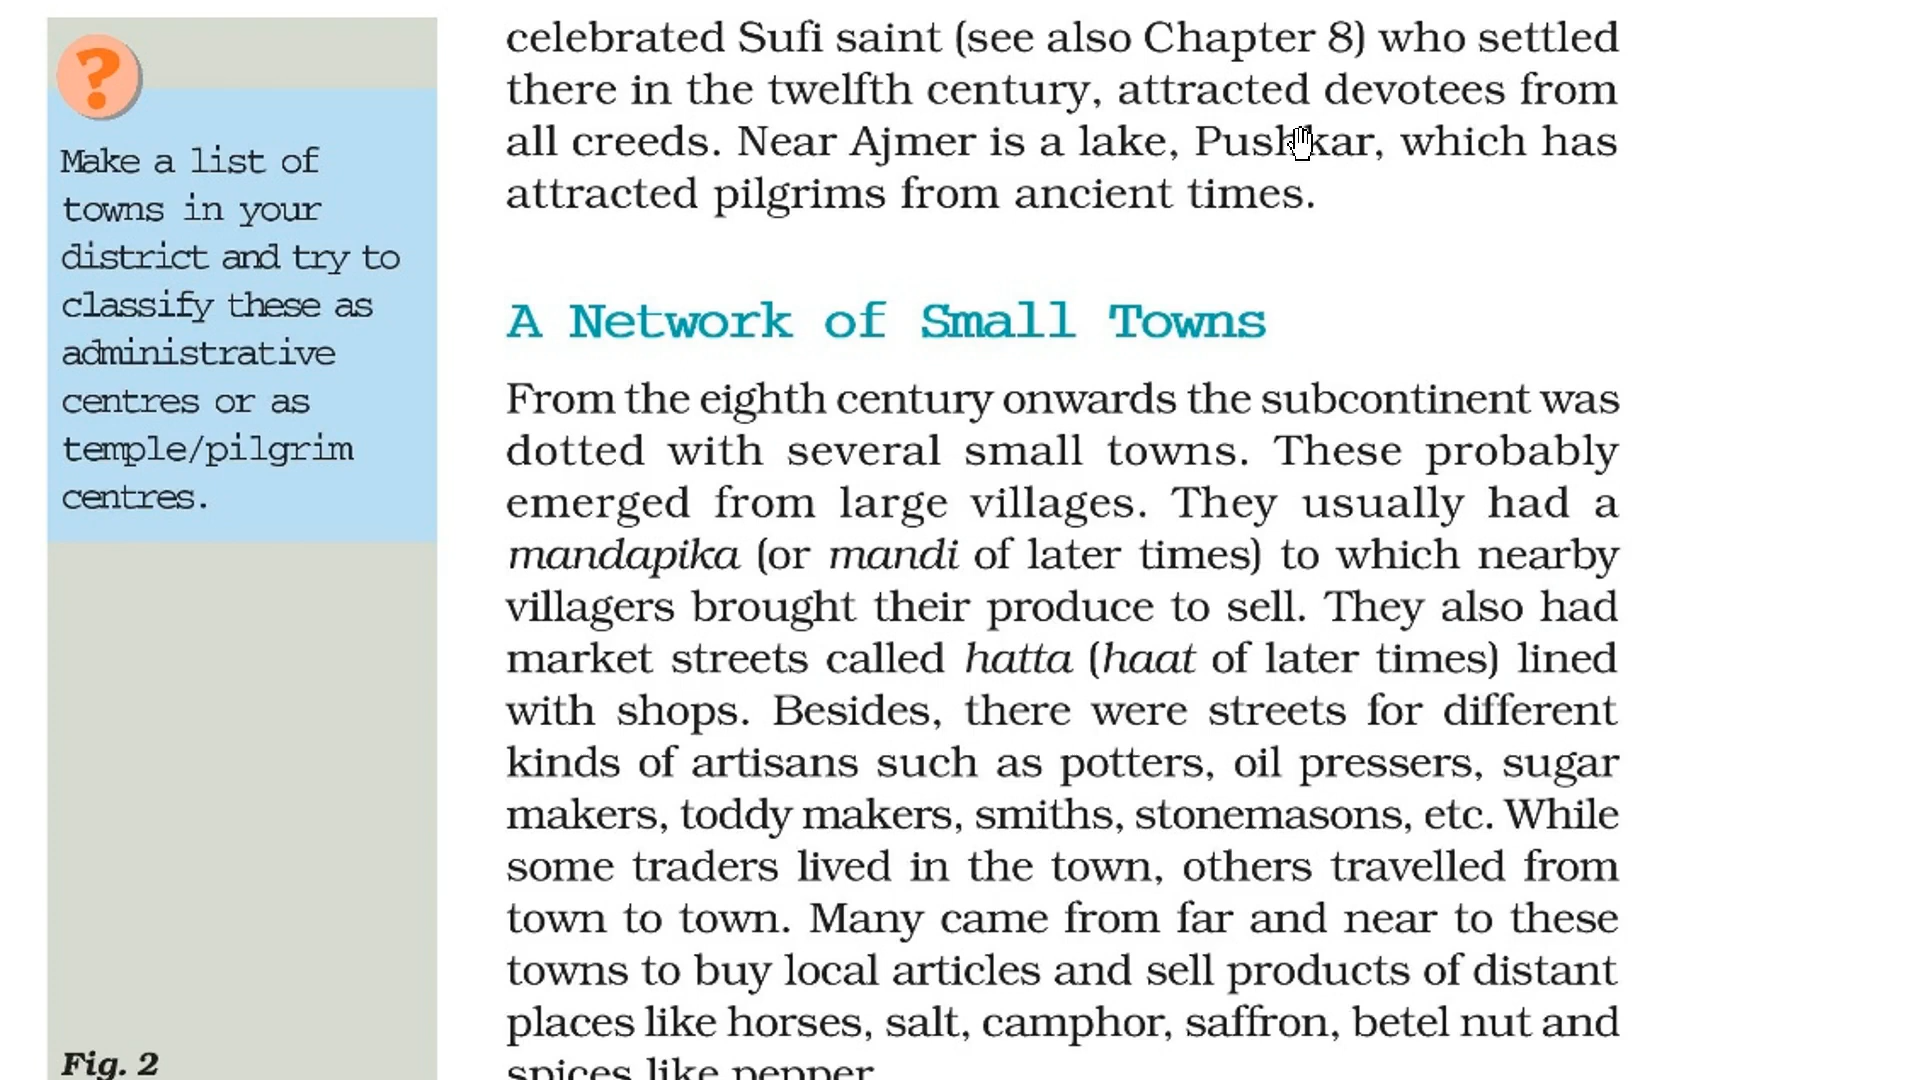 ?
Make a list of
towns in your
district and try to
classify these as
administrative
centres or as
temple/pilgrim
centres.
Fig. 2
celebrated Sufi saint (see also Chapter 8) who settled
there in the twelfth century, attracted devotees from
all creeds. Near Ajmer is a lake, Pushkar, which has
attracted pilgrims from ancient times.
A Network of Small Towns
From the eighth century onwards the subcontinent was
dotted with several small towns. These probably
emerged from large villages. They usually had a
mandapika (or mandi of later times) to which nearby
villagers brought their produce to sell. They also had
market streets called hatta (haat of later times) lined
with shops. Besides, there were streets for different
kinds of artisans such as potters, oil pressers, sugar
makers, toddy makers, smiths, stonemasons, etc. While
some traders lived in the town, others travelled from
town to town. Many came from far and near to these
towns to buy local articles and sell products of distant
places like horses, salt, camphor, saffron, betel nut and
spices like pepper.